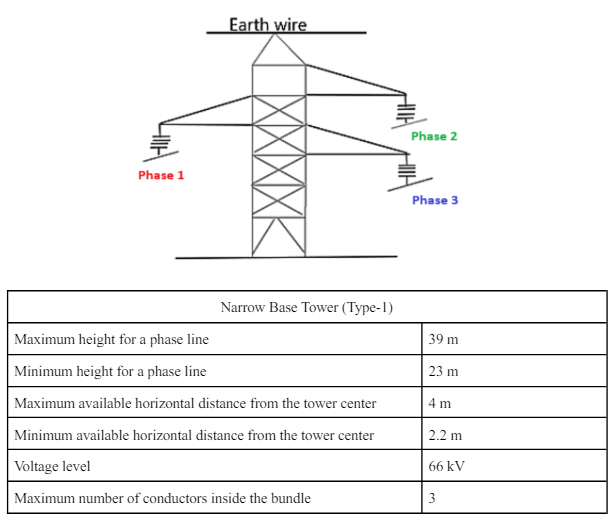 Earth wire
Phase 2
Phase 1
Phase 3
Narrow Base Tower (Type-1)
Maximum height for a phase line 39 m
Minimum height for a phase line 23 m
Maximum available horizontal distance from the tower center 4 m
Minimum available horizontal distance from the tower center 2.2 m
Voltage level 66 kV
Maximum number of conductors inside the bundle 3